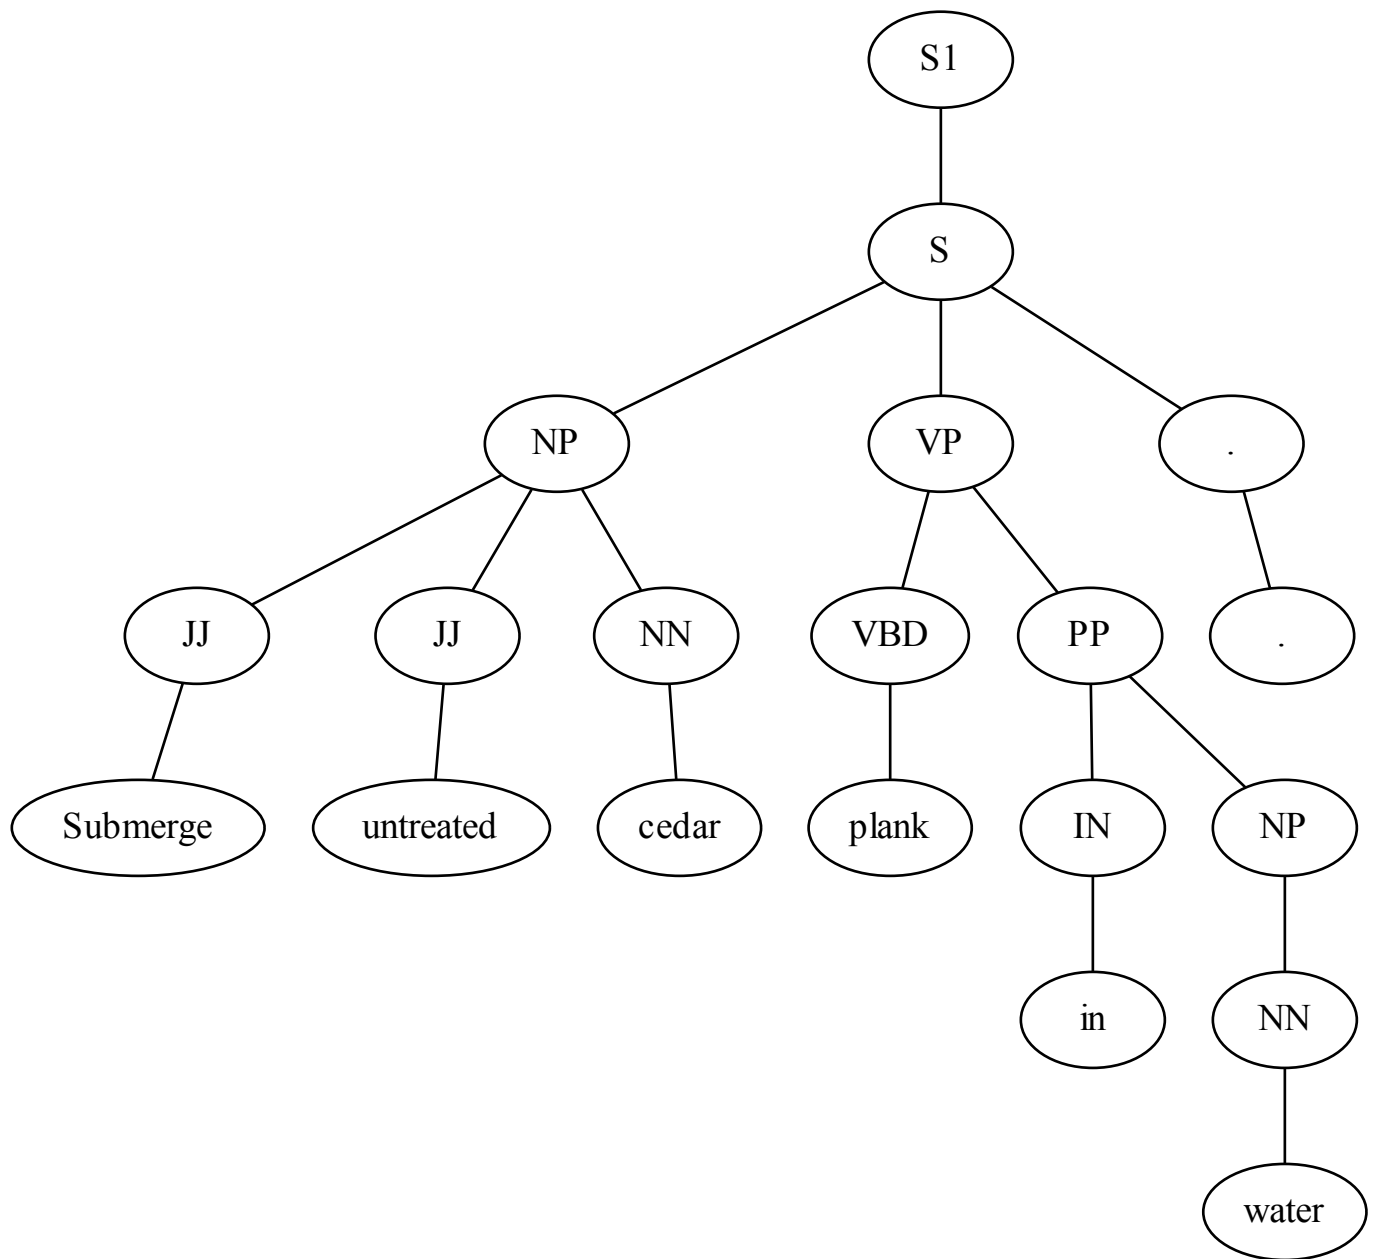 S1
S
NP VP .
JJ JJ NN VBD PP .
Submerge untreated cedar plank IN NP
in NN
water